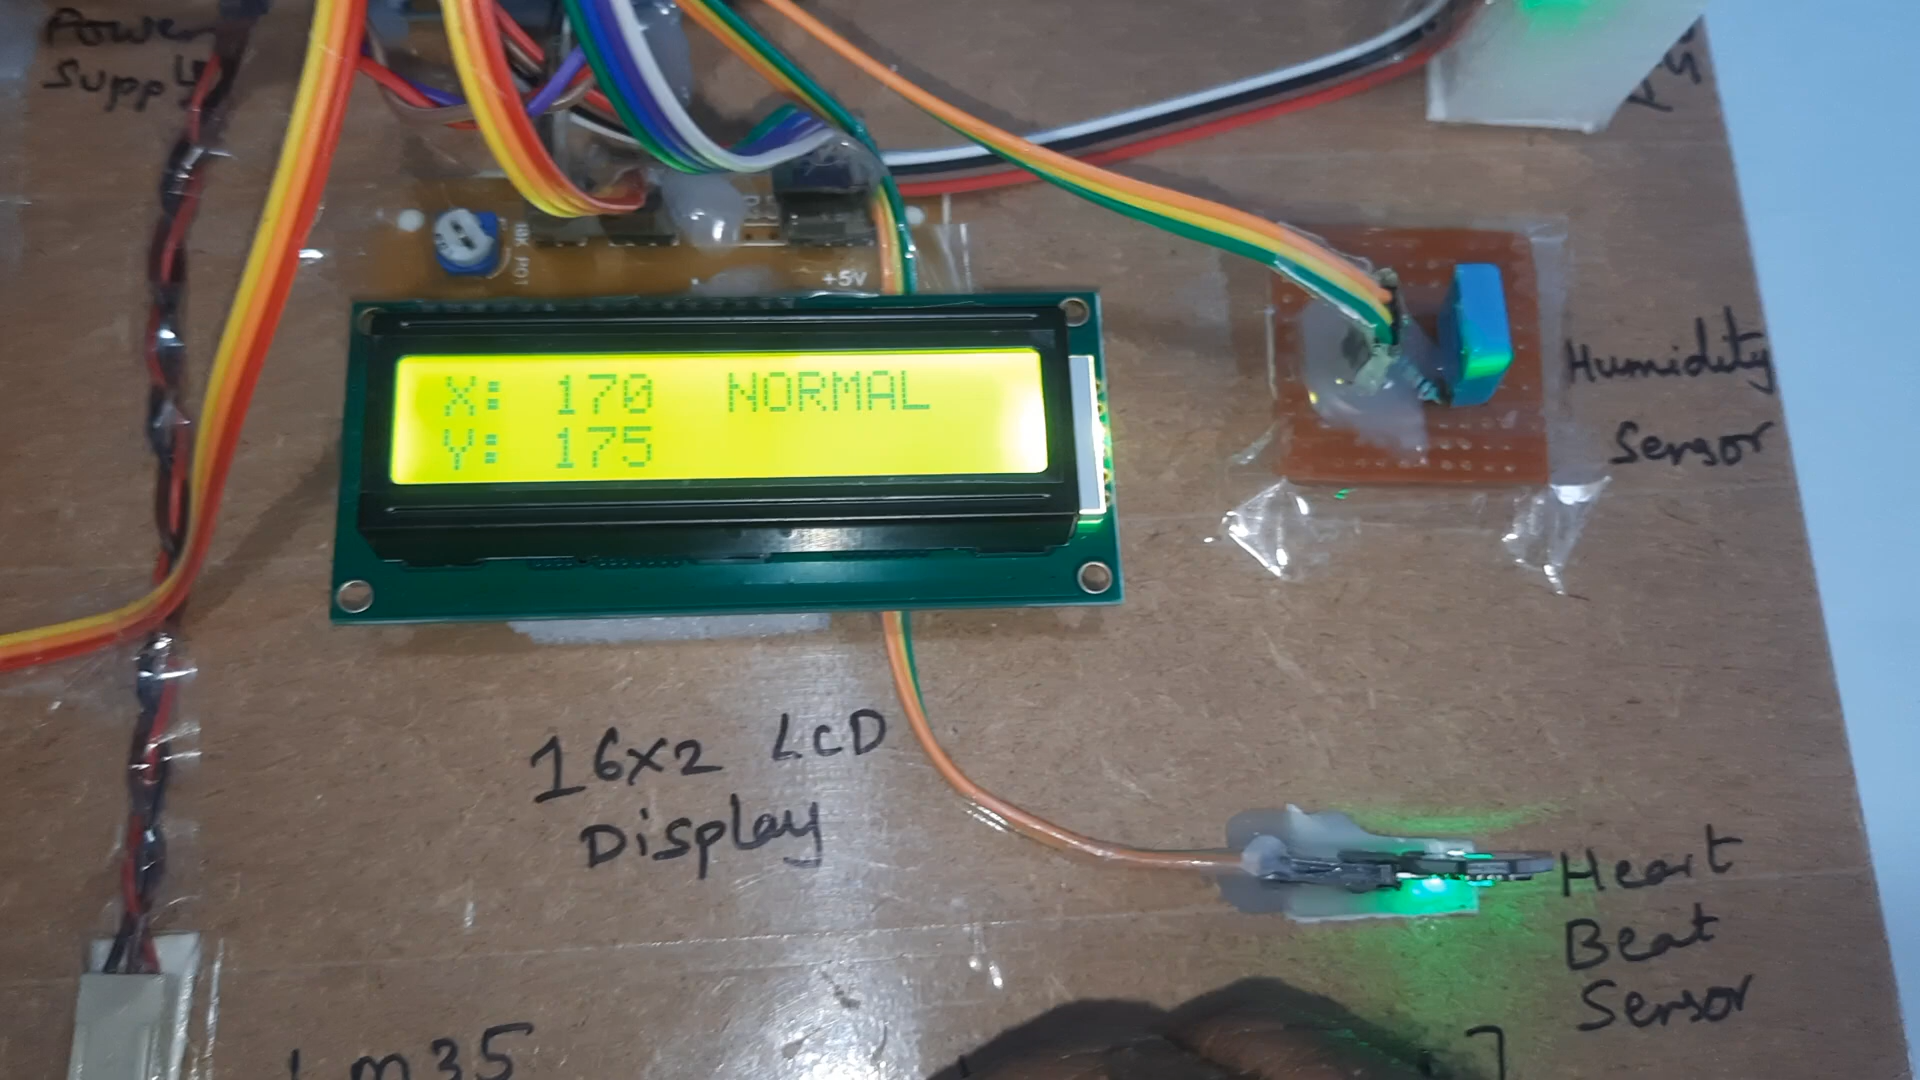 Power
Supply
10K POT
+5V
X: 170 NORMAL
Y: 175
Humidity
Sensor
16x2 LCD
Display
Heart
Beat
Sensor
Lm35